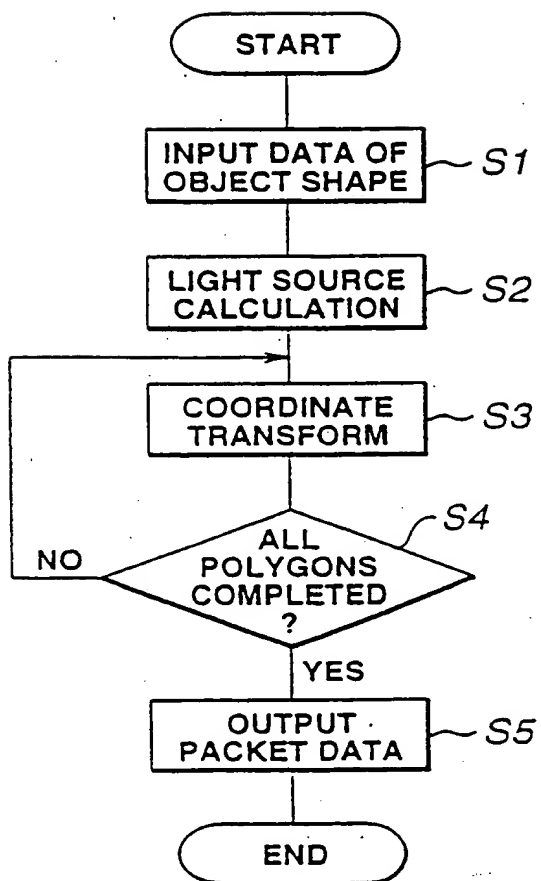 START
INPUT DATA OF
OBJECT SHAPE
S1
LIGHT SOURCE
CALCULATION
S2
COORDINATE
TRANSFORM
S3
S4
ALL
POLYGONS
COMPLETED
?
NO
YES
OUTPUT
PACKET DATA
S5
END